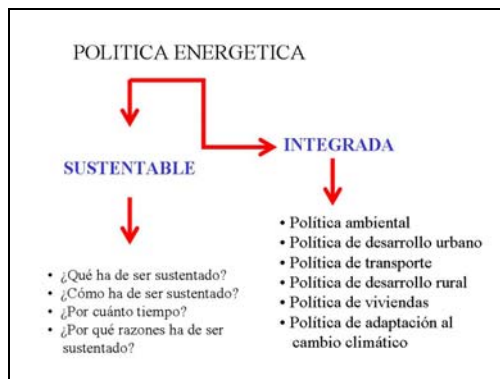 POLITICA ENERGETICA
SUSTENTABLE
• ¿Qué ha de ser sustentado?
• ¿Cómo ha de ser sustentado?
• ¿Por cuánto tiempo?
• ¿Por qué razones ha de ser
sustentado?
INTEGRADA
• Política ambiental
• Política de desarrollo urbano
• Política de transporte
• Política de desarrollo rural
• Política de viviendas
• Política de adaptación al
cambio climático